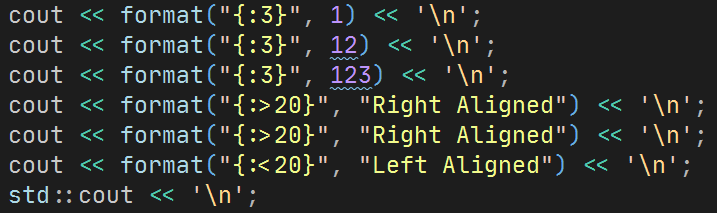 cout << format("{:3}", 1) << '\n';
cout << format("{:3}", 12) << '\n';
cout << format("{:3}", 123) << '\n';
cout << format("{:>20}", "Right Aligned") << '\n';
cout << format("{:>20}", "Right Aligned") << '\n';
cout << format("{:<20}", "Left Aligned") << '\n';
std::cout << '\n';